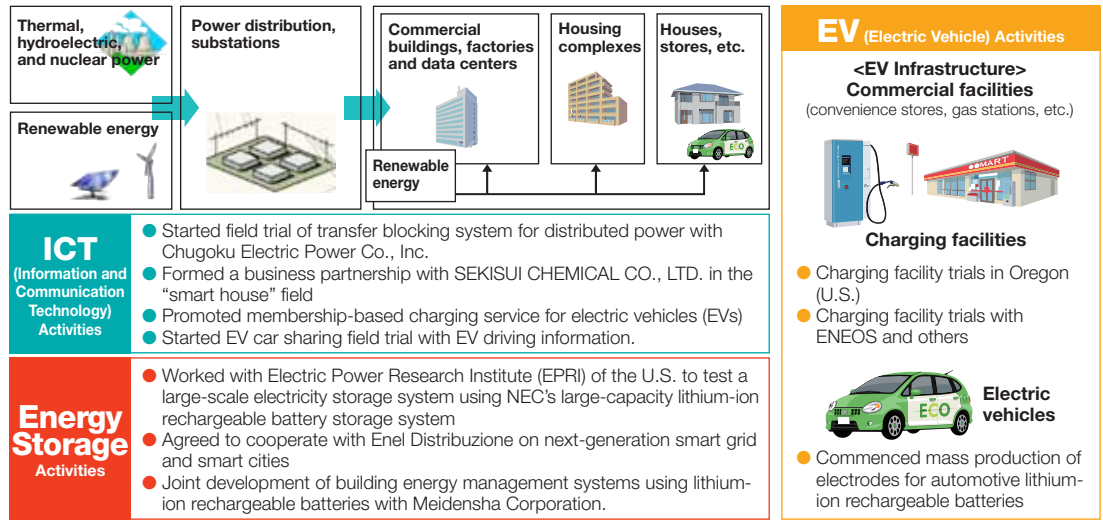 Thermal,
hydroelectric,
and nuclear power
Renewable energy
Power distribution,
substations
Commercial
buildings, factories
and data centers
Housing
complexes
Houses,
stores, etc.
ECO
Renewable
energy
ICT
(Information and
Communication
Technology)
Activities
● Started field trial of transfer blocking system for distributed power with
Chugoku Electric Power Co., Inc.
● Formed a business partnership with SEKISUI CHEMICAL CO., LTD. in the
“smart house” field
● Promoted membership-based charging service for electric vehicles (EVs)
● Started EV car sharing field trial with EV driving information.
Energy
Storage
Activities
● Worked with Electric Power Research Institute (EPRI) of the U.S. to test a
large-scale electricity storage system using NEC’s large-capacity lithium-ion
rechargeable battery storage system
● Agreed to cooperate with Enel Distribuzione on next-generation smart grid
and smart cities
● Joint development of building energy management systems using lithium-
ion rechargeable batteries with Meidensha Corporation.
EV (Electric Vehicle) Activities
<EV Infrastructure>
Commercial facilities
(convenience stores, gas stations, etc.)
MART
Charging facilities
● Charging facility trials in Oregon
(U.S.)
● Charging facility trials with
ENEOS and others
ECO
Electric
vehicles
● Commenced mass production of
electrodes for automotive lithium-
ion rechargeable batteries